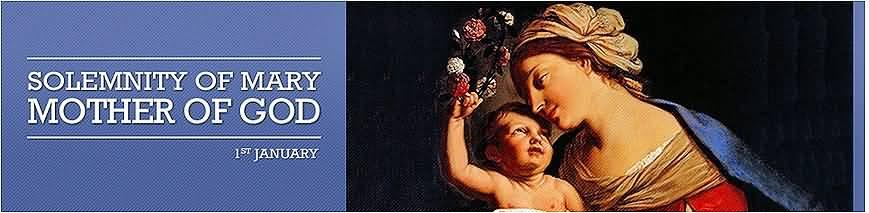 SOLEMNITY OF MARY
MOTHER OF GOD
1ST JANUARY